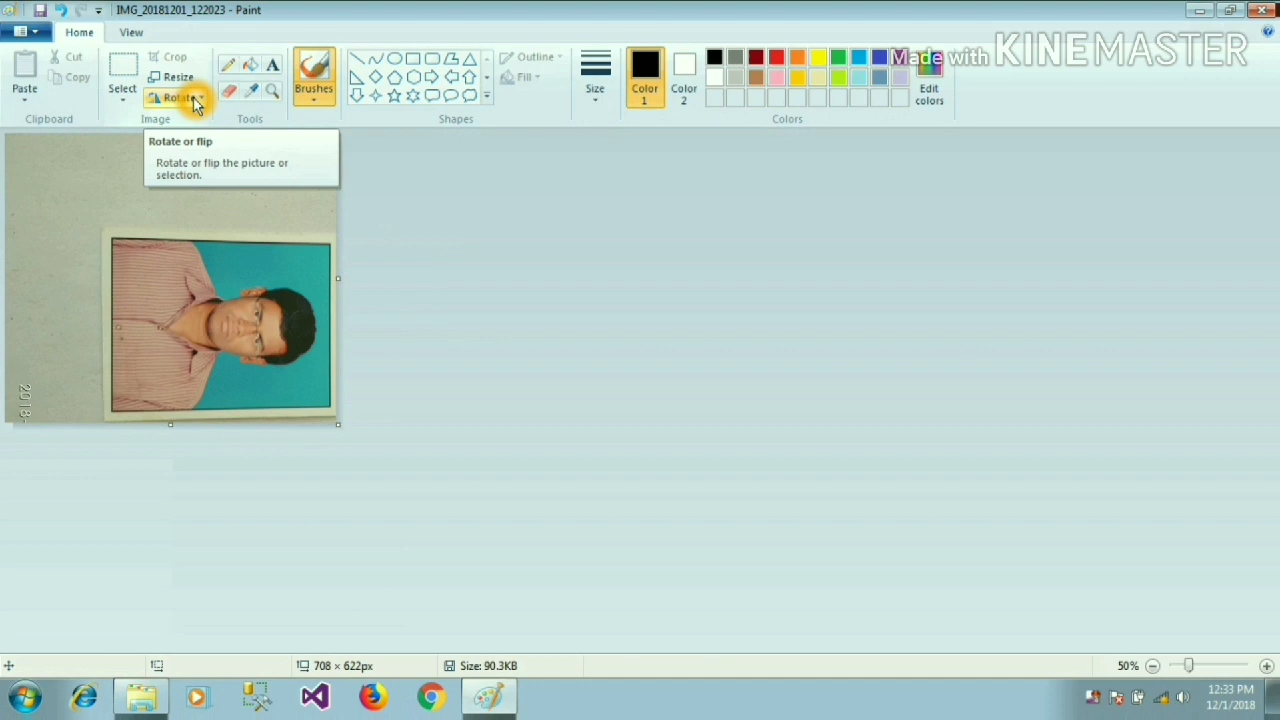 IMG_20181201_122023 - Paint
Home
View
Made with KINEMASTER
Paste
Cut
Copy
Clipboard
Select
Crop
Resize
Rotate
Image
Tools
Brushes
Shapes
Outline
Fill
Size
Color
1
Color
2
Edit
colors
Colors
Rotate or flip
Rotate or flip the picture or
selection.
2018-
708 × 622px
Size: 90.3KB
50%
12:33 PM
12/1/2018